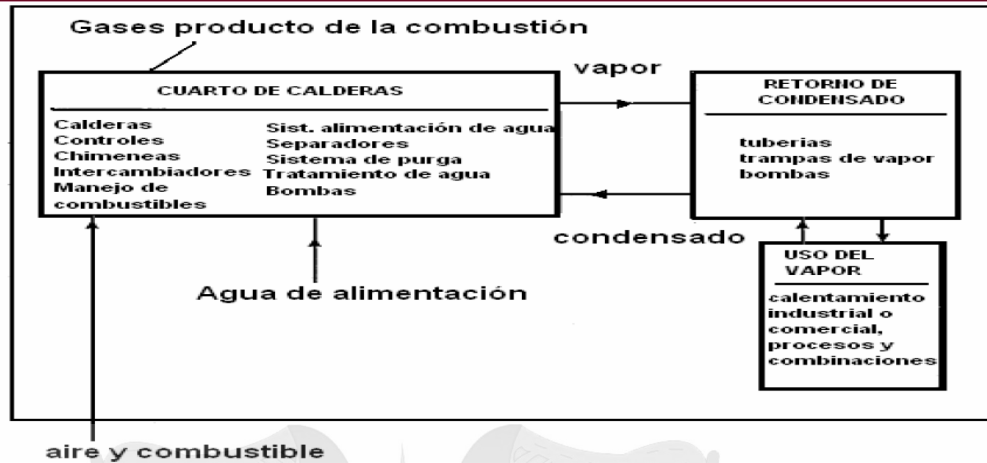 Gases producto de la combustión
vapor
CUARTO DE CALDERAS
Calderas
Controles
Chimeneas
Intercambiadores
Manejo de
combustibles
Sist. alimentación de agua
Separadores
Sistema de purga
Tratamiento de agua
Bombas
RETORNO DE
CONDENSADO
tuberias
trampas de vapor
bombas
condensado
Agua de alimentación
USO DEL
VAPOR
calentamiento
industrial o
comercial,
procesos y
combinaciones
aire y combustible